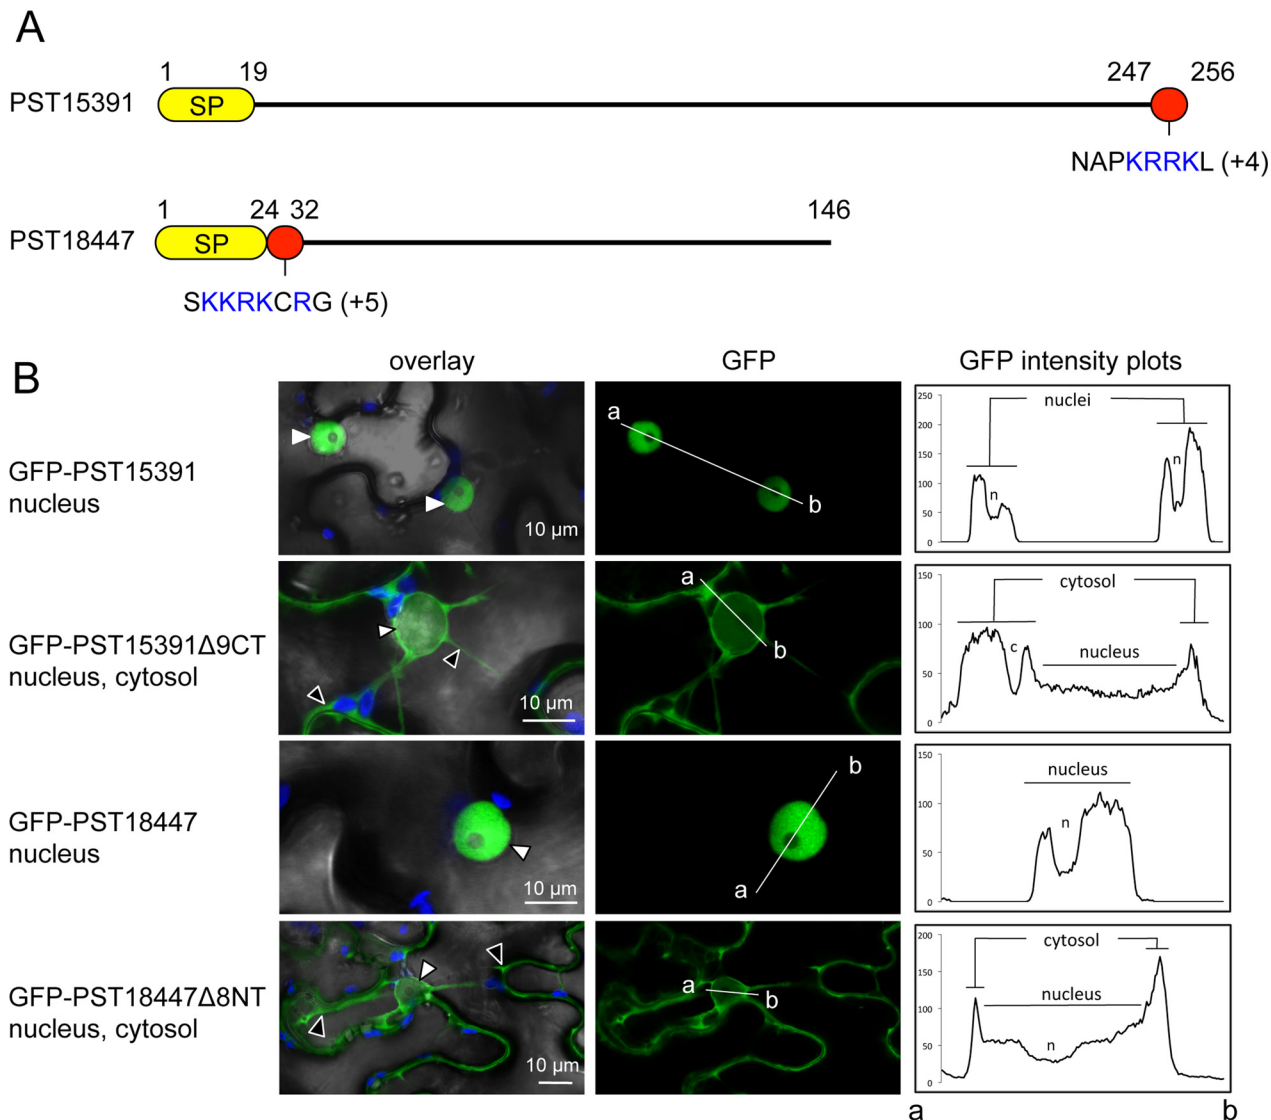 A
1 19 247 256
PST15391 SP
NAPKRRKL (+4)
1 24 32 146
PST18447 SP
SKKRKCRG (+5)
B
overlay GFP GFP intensity plots
GFP-PST15391
nucleus
10 µm
a
b
250
200
150
100
50
0
nuclei
n
n
GFP-PST15391Δ9CT
nucleus, cytosol
10 µm
a
b
150
100
50
0
cytosol
c
nucleus
GFP-PST18447
nucleus
10 µm
b
a
150
100
50
0
nucleus
n
GFP-PST18447Δ8NT
nucleus, cytosol
10 µm
a
b
200
150
100
50
0
cytosol
nucleus
n
a b